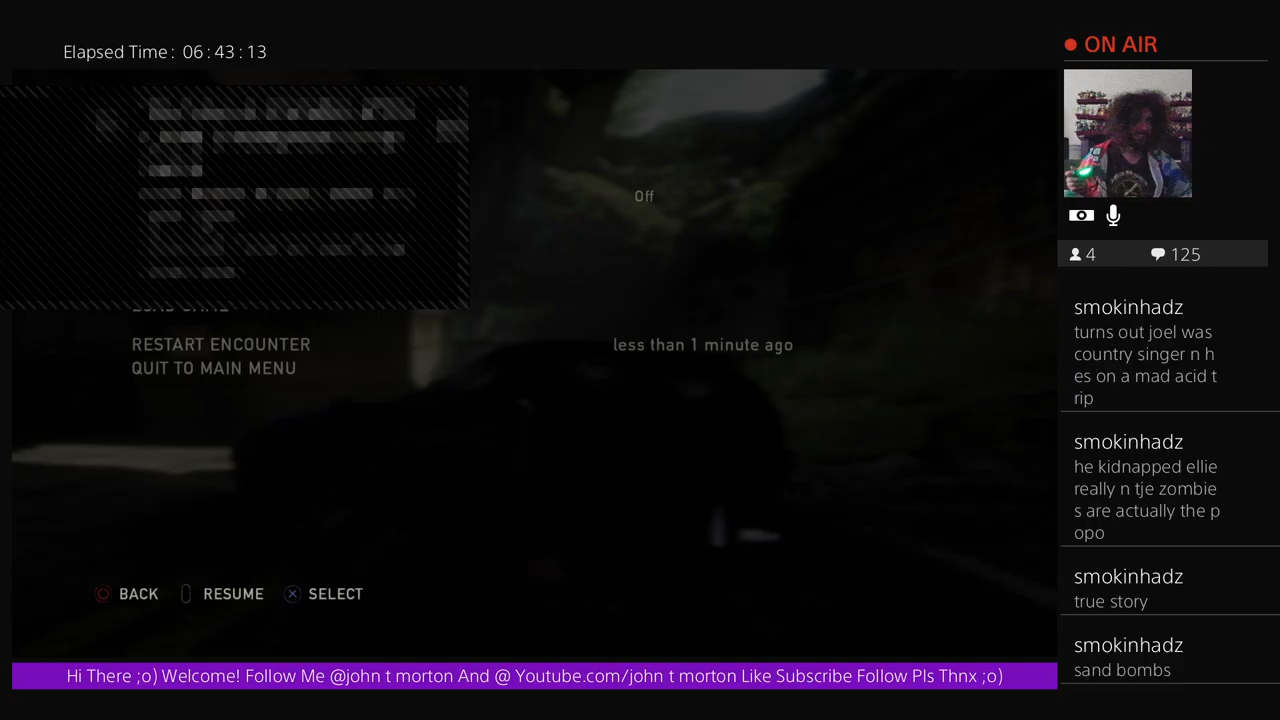 Elapsed Time: 06:43:13
ON AIR
4 125
Off
RESTART ENCOUNTER less than 1 minute ago
QUIT TO MAIN MENU
BACK RESUME SELECT
Hi There ;o) Welcome! Follow Me @john t morton And @ Youtube.com/john t morton Like Subscribe Follow Pls Thnx ;o)
smokinhadz
turns out joel was
country singer n h
es on a mad acid t
rip
smokinhadz
he kidnapped ellie
really n tje zombie
s are actually the p
opo
smokinhadz
true story
smokinhadz
sand bombs